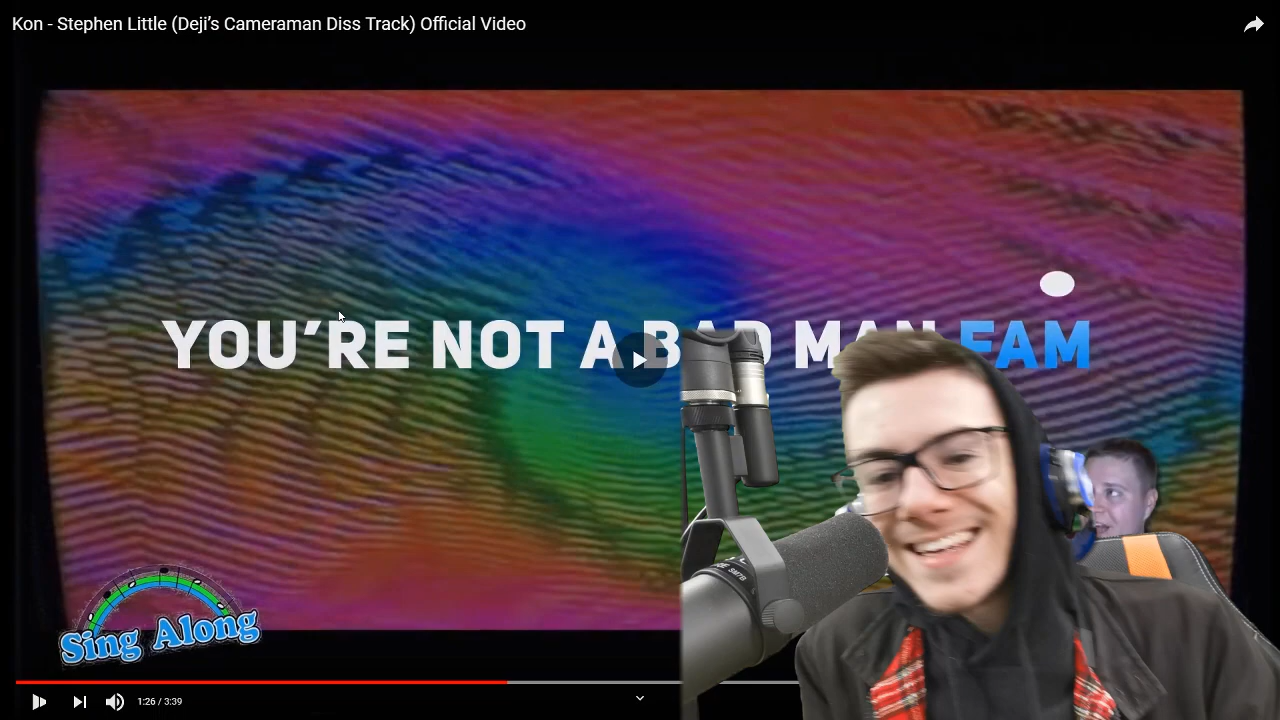 Kon - Stephen Little (Deji’s Cameraman Diss Track) Official Video
YOU’RE NOT A BAD MAN FAM
SM7B
Sing Along
1:26 / 3:39